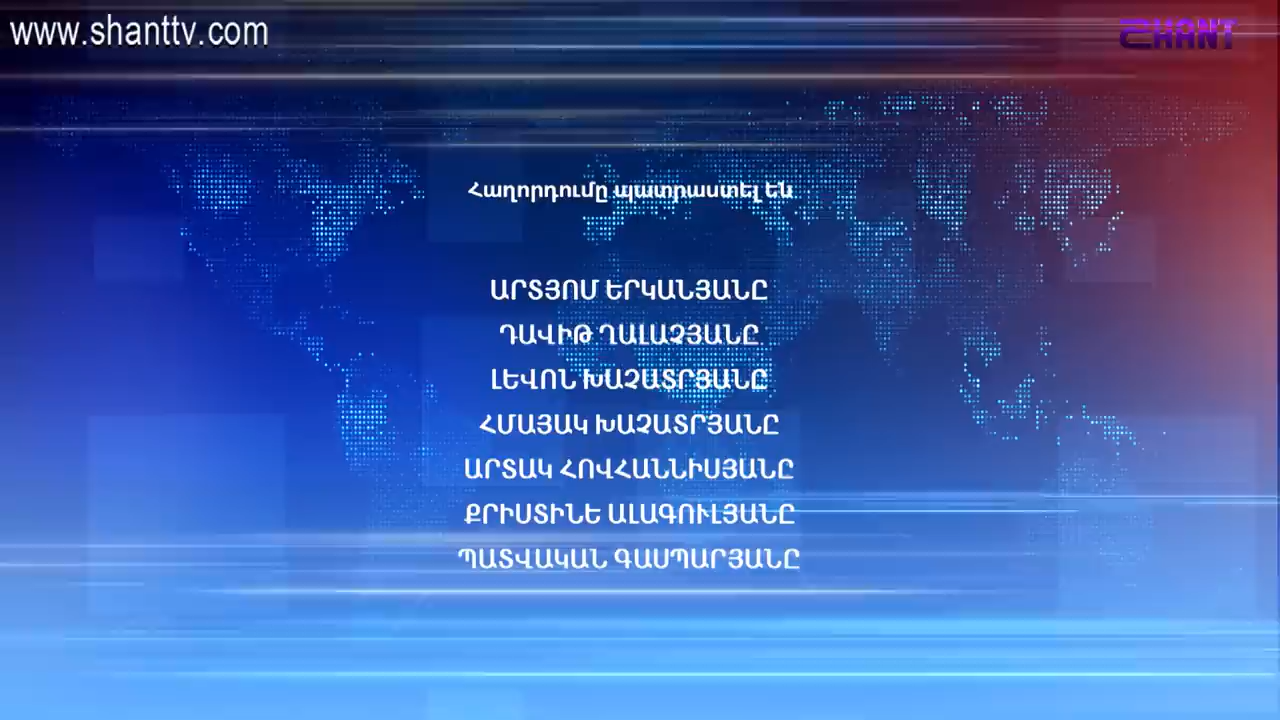 www.shanttv.com
SHANT
Հաղորդումը պատրաստել են
ԱՐՏՅՈՄ ԵՐԿԱՆՅԱՆԸ
ԴԱՎԻԹ ՂԱԼԱՉՅԱՆԸ
ԼԵՎՈՆ ԽԱՉԱՏՐՅԱՆԸ
ՀՄԱՅԱԿ ԽԱՉԱՏՐՅԱՆԸ
ԱՐՏԱԿ ՀՈՎՀԱՆՆԻՍՅԱՆԸ
ՔՐԻՍՏԻՆԵ ԱԼԱԳՈՒԼՅԱՆԸ
ՊԱՏՎԱԿԱՆ ԳԱՍՊԱՐՅԱՆԸ